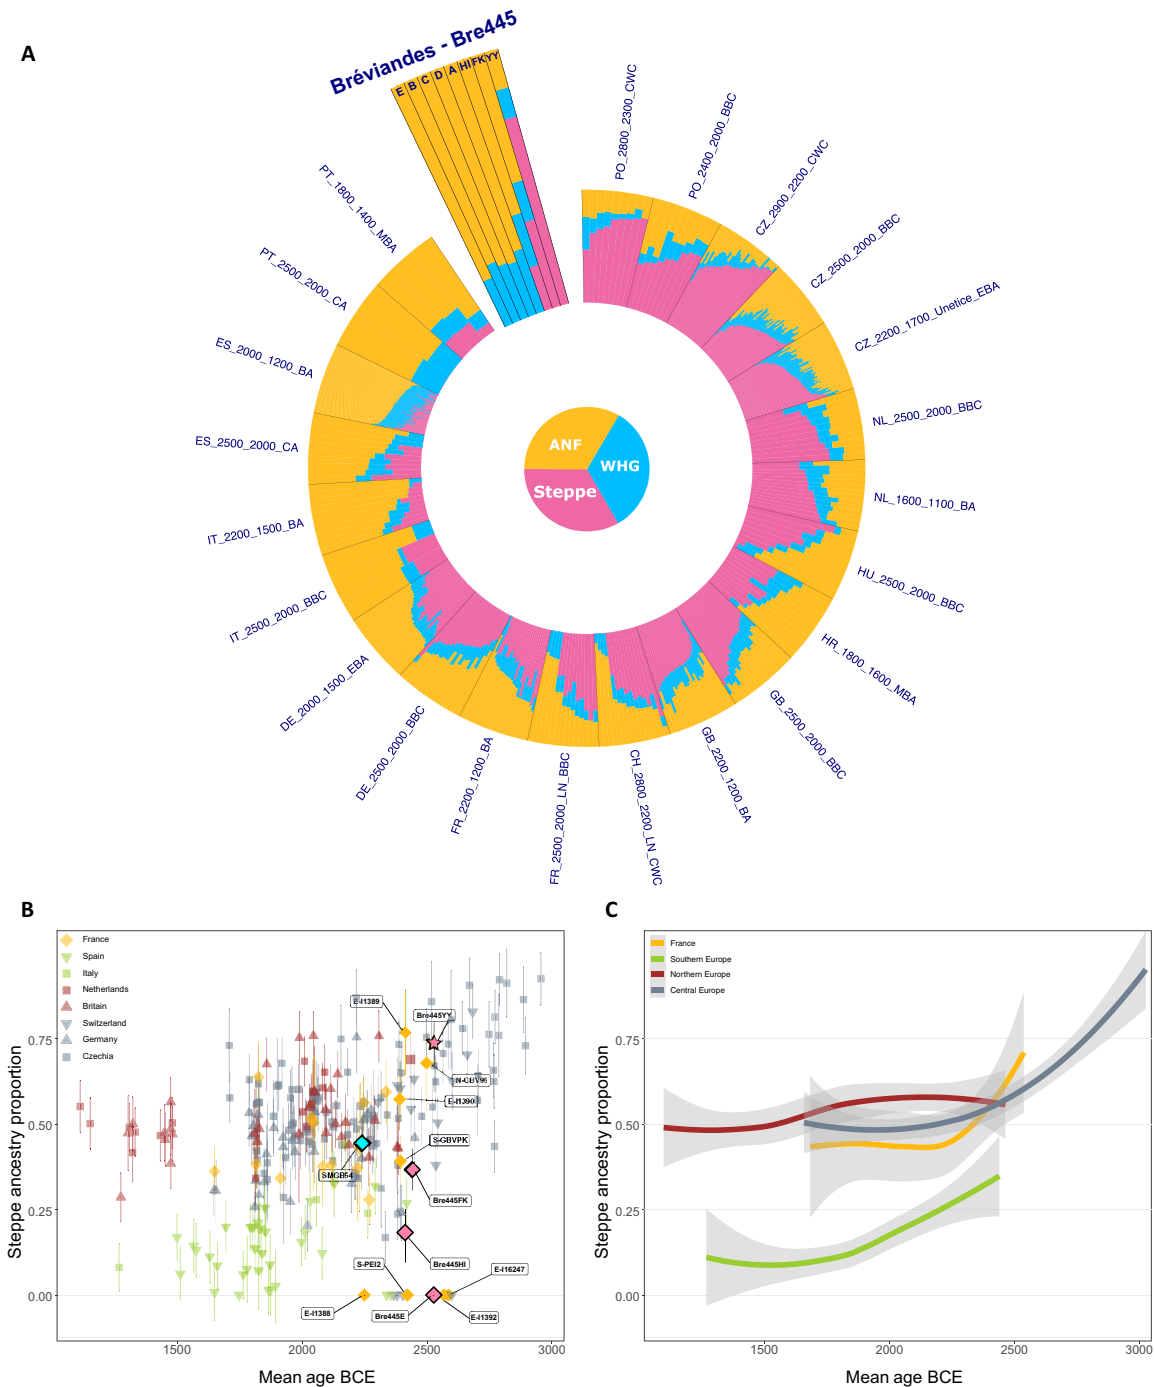 A
Bréviandes - Bre445
E B C D A HI FK YY
PO_2800_2300_CWC
PO_2400_2000_BBC
CZ_2900_2200_CWC
CZ_2500_2000_BBC
CZ_2200_1700_Unetice_EBA
NL_2500_2000_BBC
NL_1600_1100_BA
HU_2500_2000_BBC
HR_1800_1600_MBA
GB_2500_2000_BBC
GB_2200_1200_BA
CH_2800_2200_LN_CWC
FR_2500_2000_LN_BBC
FR_2200_1200_BA
DE_2500_2000_BBC
DE_2000_1500_EBA
IT_2500_2000_BBC
IT_2200_1500_BA
ES_2500_2000_CA
ES_2000_1200_BA
PT_2500_2000_CA
PT_1800_1400_MBA
ANF
WHG
Steppe
B
France
Spain
Italy
Netherlands
Britain
Switzerland
Germany
Czechia
E-I1389
Bre445YY
N-CBV95
E-I1390
S-GBVPK
SMGB54
Bre445FK
Bre445HI
S-PEI2
E-I16247
E-I1388
Bre445E
E-I1392
0.75
0.50
0.25
0.00
Steppe ancestry proportion
1500 2000 2500 3000
Mean age BCE
C
France
Southern Europe
Northern Europe
Central Europe
0.75
0.50
0.25
0.00
Steppe ancestry proportion
1500 2000 2500 3000
Mean age BCE